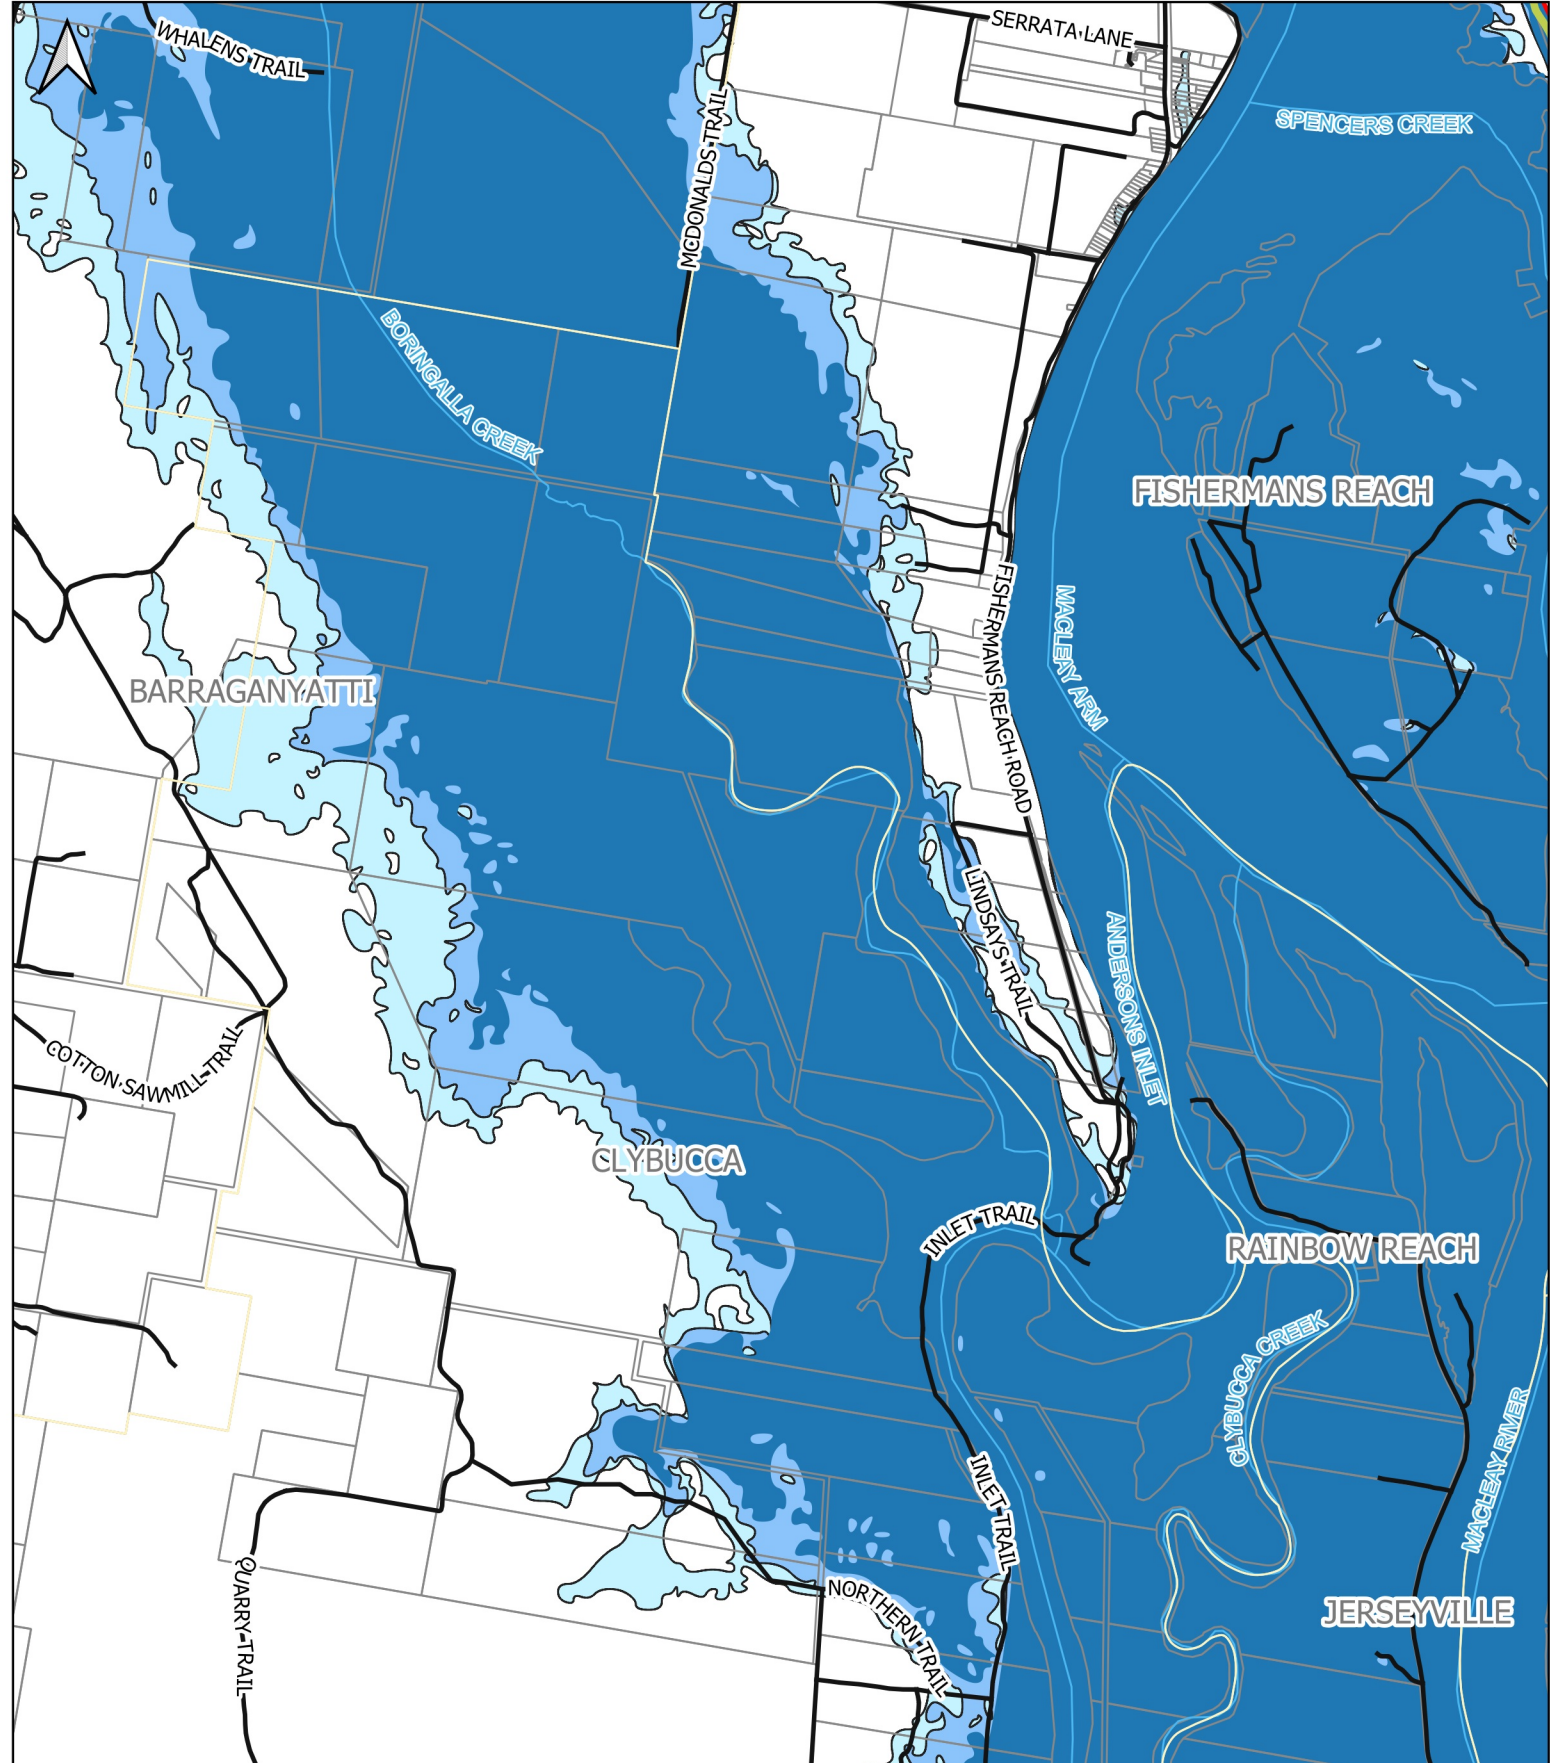 WHALENS TRAIL
SERRATA LANE
SPENCERS CREEK
MCDONALDS TRAIL
BORINGALLA CREEK
FISHERMANS REACH
FISHERMANS REACH ROAD
MACLEAY ARM
BARRAGANYATTI
LINDSAYS TRAIL
ANDERSONS INLET
COTTON SAWMILL TRAIL
CLYBUCCA
INLET TRAIL
RAINBOW REACH
CLYBUCCA CREEK
MACLEAY RIVER
INLET TRAIL
QUARRY TRAIL
NORTHERN TRAIL
JERSEYVILLE